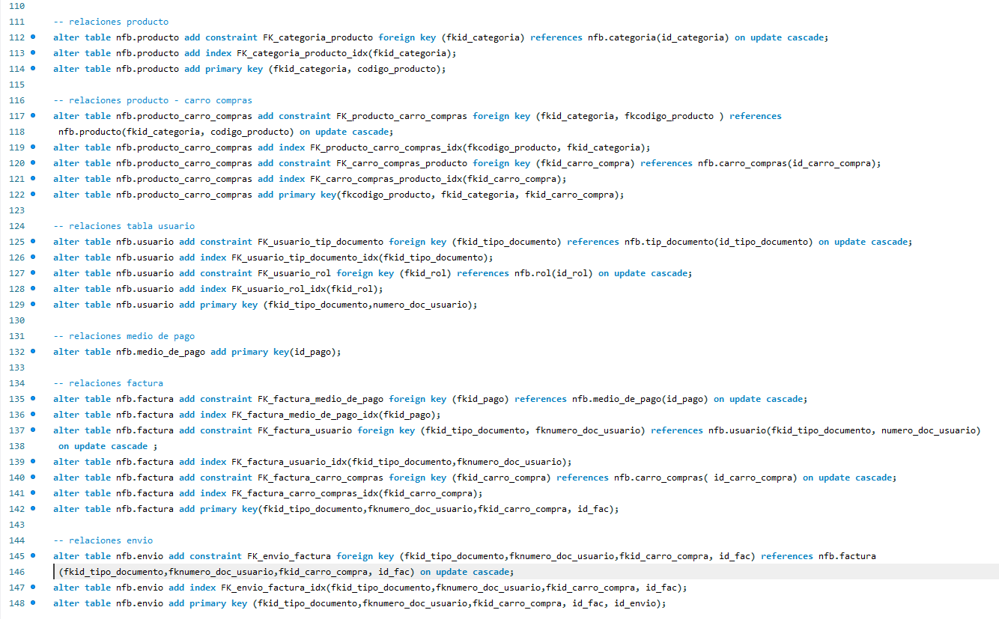 110
111 -- relaciones producto
112 alter table nfb.producto add constraint FK_categoria_producto foreign key (fkid_categoria) references nfb.categoria(id_categoria) on update cascade;
113 alter table nfb.producto add index FK_categoria_producto_idx(fkid_categoria);
114 alter table nfb.producto add primary key (fkid_categoria, codigo_producto);
115
116 -- relaciones producto - carro compras
117 alter table nfb.producto_carro_compras add constraint FK_producto_carro_compras foreign key (fkid_categoria, fkcodigo_producto ) references
118 nfb.producto(fkid_categoria, codigo_producto) on update cascade;
119 alter table nfb.producto_carro_compras add index FK_producto_carro_compras_idx(fkcodigo_producto, fkid_categoria);
120 alter table nfb.producto_carro_compras add constraint FK_carro_compras_producto foreign key (fkid_carro_compra) references nfb.carro_compras(id_carro_compra);
121 alter table nfb.producto_carro_compras add index FK_carro_compras_producto_idx(fkid_carro_compra);
122 alter table nfb.producto_carro_compras add primary key(fkcodigo_producto, fkid_categoria, fkid_carro_compra);
123
124 -- relaciones tabla usuario
125 alter table nfb.usuario add constraint FK_usuario_tip_documento foreign key (fkid_tipo_documento) references nfb.tip_documento(id_tipo_documento) on update cascade;
126 alter table nfb.usuario add index FK_usuario_tip_documento_idx(fkid_tipo_documento);
127 alter table nfb.usuario add constraint FK_usuario_rol foreign key (fkid_rol) references nfb.rol(id_rol) on update cascade;
128 alter table nfb.usuario add index FK_usuario_rol_idx(fkid_rol);
129 alter table nfb.usuario add primary key (fkid_tipo_documento,numero_doc_usuario);
130
131 -- relaciones medio de pago
132 alter table nfb.medio_de_pago add primary key(id_pago);
133
134 -- relaciones factura
135 alter table nfb.factura add constraint FK_factura_medio_de_pago foreign key (fkid_pago) references nfb.medio_de_pago(id_pago) on update cascade;
136 alter table nfb.factura add index FK_factura_medio_de_pago_idx(fkid_pago);
137 alter table nfb.factura add constraint FK_factura_usuario foreign key (fkid_tipo_documento, fknumero_doc_usuario) references nfb.usuario(fkid_tipo_documento, numero_doc_usuario)
138 on update cascade ;
139 alter table nfb.factura add index FK_factura_usuario_idx(fkid_tipo_documento,fknumero_doc_usuario);
140 alter table nfb.factura add constraint FK_factura_carro_compras foreign key (fkid_carro_compra) references nfb.carro_compras( id_carro_compra) on update cascade;
141 alter table nfb.factura add index FK_factura_carro_compras_idx(fkid_carro_compra);
142 alter table nfb.factura add primary key(fkid_tipo_documento,fknumero_doc_usuario,fkid_carro_compra, id_fac);
143
144 -- relaciones envio
145 alter table nfb.envio add constraint FK_envio_factura foreign key (fkid_tipo_documento,fknumero_doc_usuario,fkid_carro_compra, id_fac) references nfb.factura
146 (fkid_tipo_documento,fknumero_doc_usuario,fkid_carro_compra, id_fac) on update cascade;
147 alter table nfb.envio add index FK_envio_factura_idx(fkid_tipo_documento,fknumero_doc_usuario,fkid_carro_compra, id_fac);
148 alter table nfb.envio add primary key (fkid_tipo_documento,fknumero_doc_usuario,fkid_carro_compra, id_fac, id_envio);